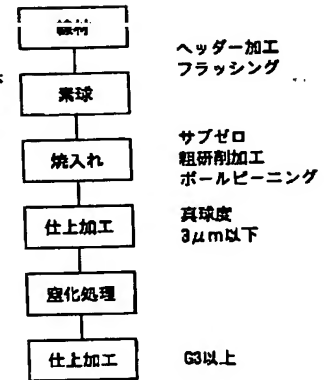 線材
ヘッダー加工
フラッシング
素球
サブゼロ
焼入れ
粗研削加工
ボールピーニング
仕上加工
真球度
3μm以下
窒化処理
仕上加工
G3以上